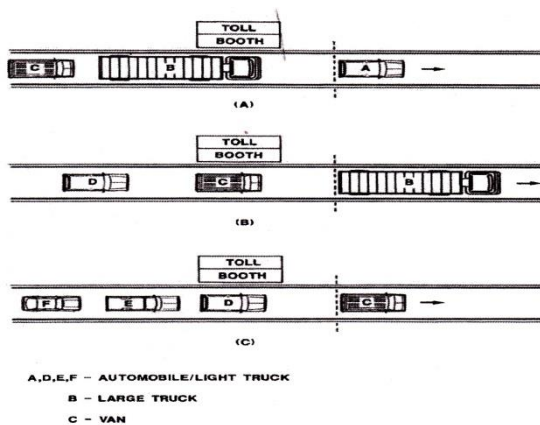 TOLL
BOOTH
C B A
(A)
TOLL
BOOTH
D C B
(B)
TOLL
BOOTH
F E D C
(C)
A,D,E,F – AUTOMOBILE/LIGHT TRUCK
B – LARGE TRUCK
C – VAN